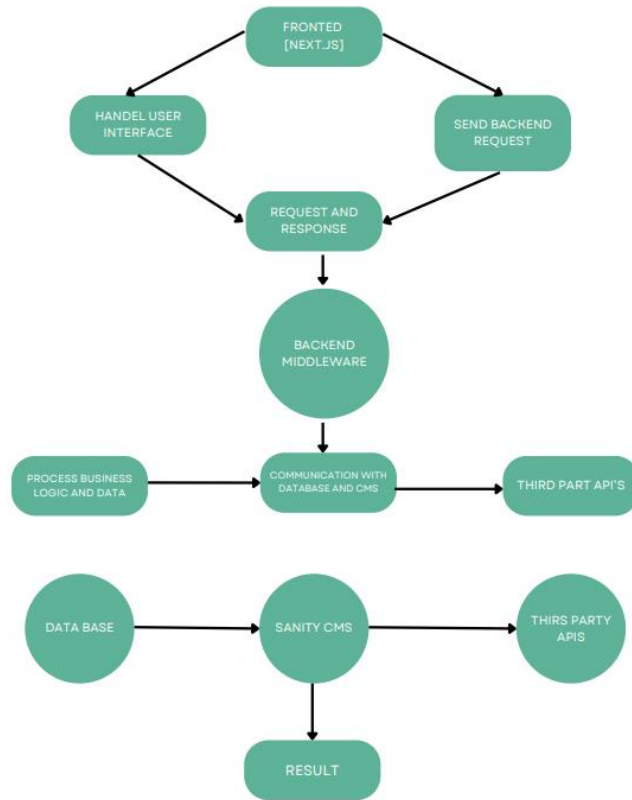 FRONTED
[NEXT.JS]
HANDEL USER
INTERFACE
SEND BACKEND
REQUEST
REQUEST AND
RESPONSE
BACKEND
MIDDLEWARE
PROCESS BUSINESS
LOGIC AND DATA
COMMUNICATION WITH
DATABASE AND CMS
THIRD PART API'S
DATA BASE
SANITY CMS
THIRS PARTY
APIS
RESULT